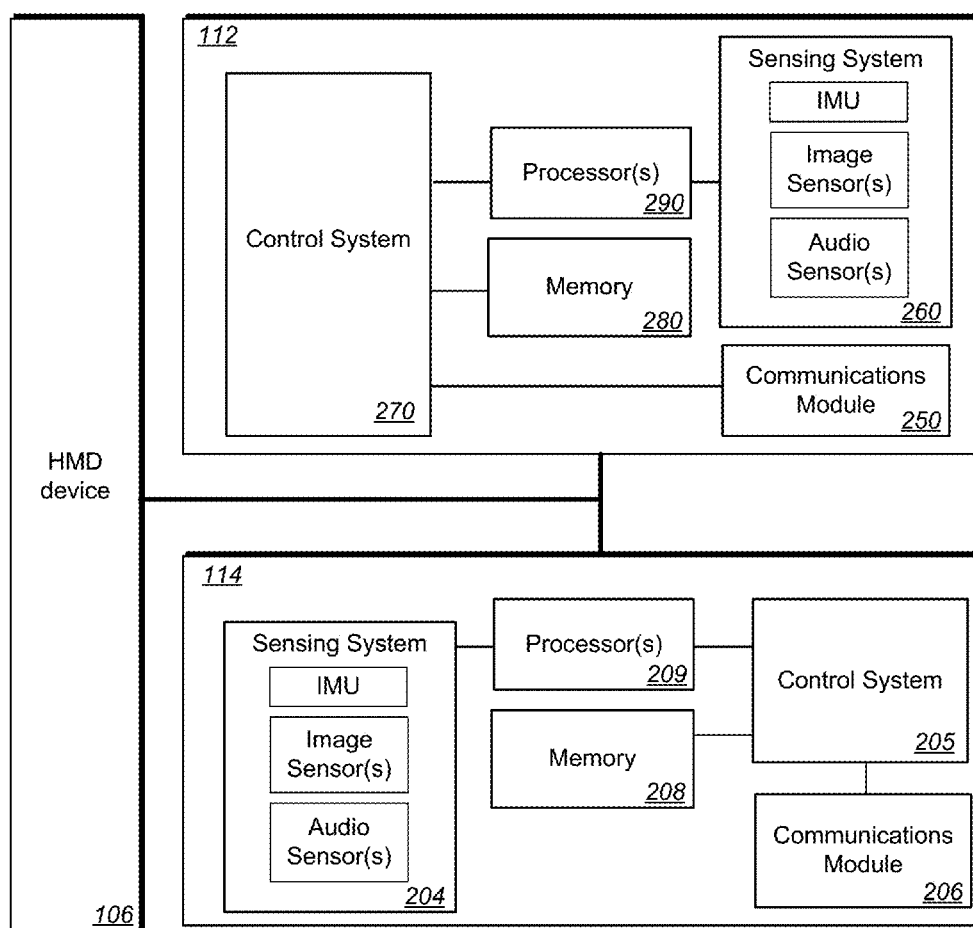 HMD
device
106
112
Control System
270
Processor(s)
290
Memory
280
Sensing System
IMU
Image
Sensor(s)
Audio
Sensor(s)
260
Communications
Module
250
114
Sensing System
IMU
Image
Sensor(s)
Audio
Sensor(s)
204
Processor(s)
209
Memory
208
Control System
205
Communications
Module
206